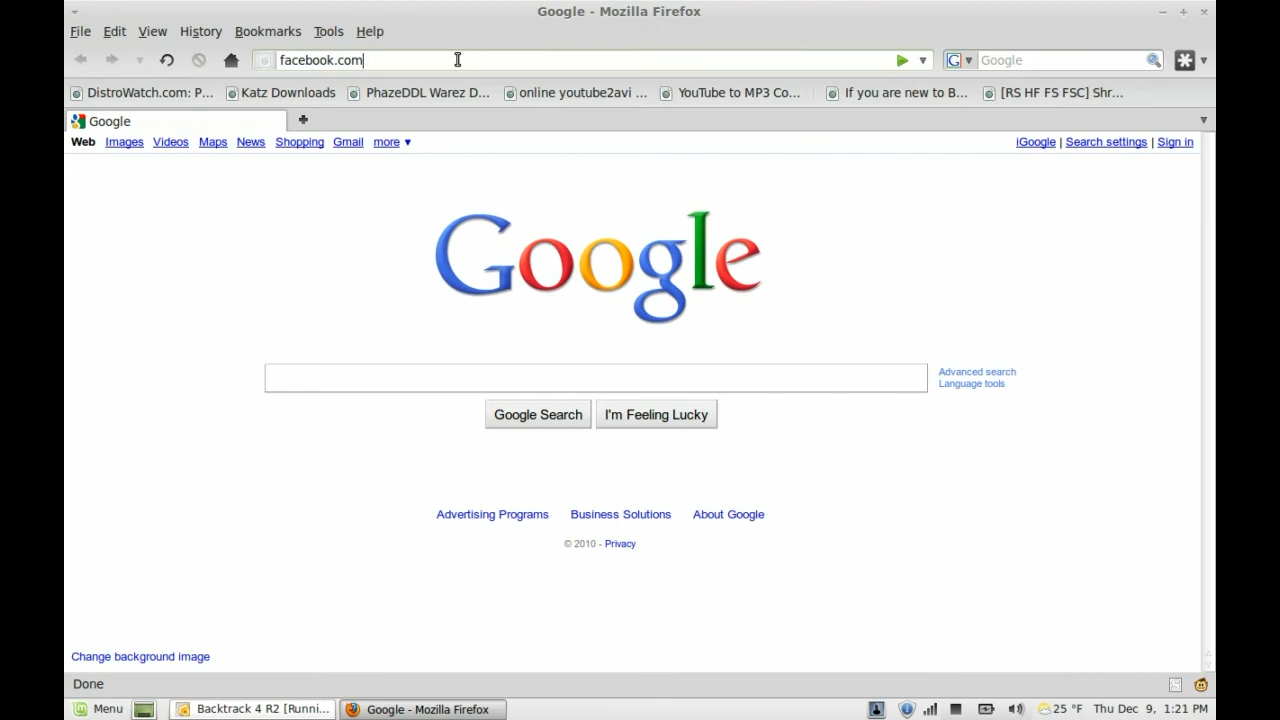 Google - Mozilla Firefox
File Edit View History Bookmarks Tools Help
facebook.com
Google
DistroWatch.com: P... Katz Downloads PhazeDDL Warez D... online youtube2avi ... YouTube to MP3 Co... If you are new to B... [RS HF FS FSC] Shr...
Google
Web Images Videos Maps News Shopping Gmail more ▼
iGoogle | Search settings | Sign in
Google
Advanced search
Language tools
Google Search I'm Feeling Lucky
Advertising Programs Business Solutions About Google
© 2010 - Privacy
Change background image
Done
Menu Backtrack 4 R2 [Runni... Google - Mozilla Firefox 25 °F Thu Dec 9, 1:21 PM